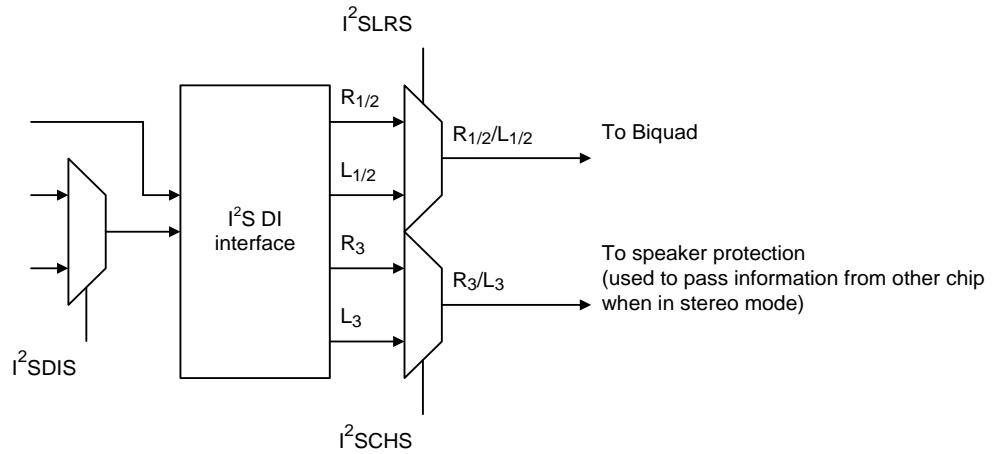 I²SLRS
R1/2
R1/2/L1/2
To Biquad
L1/2
I²S DI
interface
R3
To speaker protection
(used to pass information from other chip
when in stereo mode)
R3/L3
L3
I²SDIS
I²SCHS